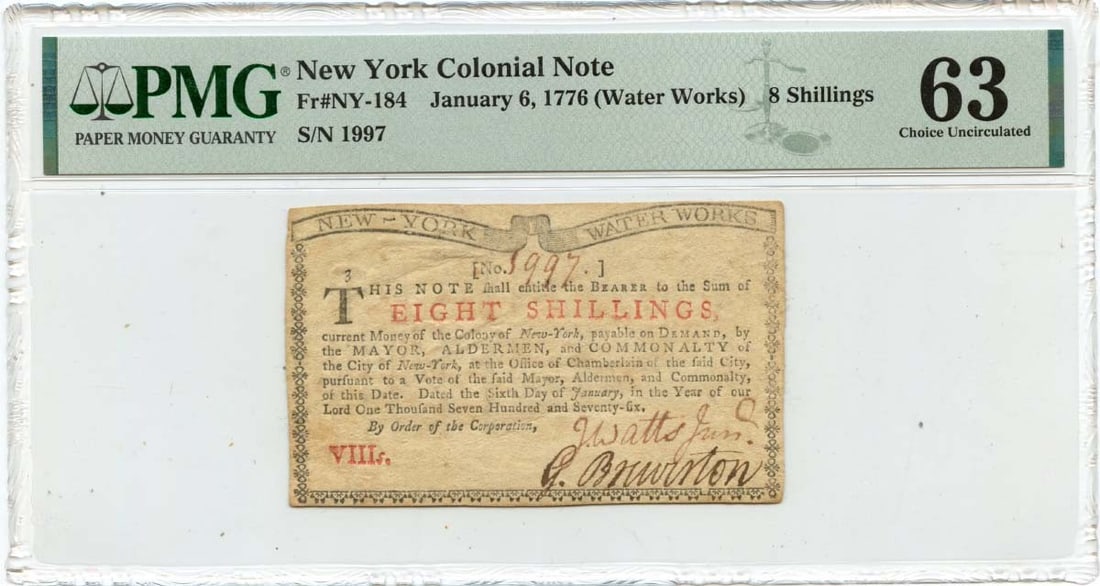 PMG®
PAPER MONEY GUARANTY
New York Colonial Note
Fr#NY-184 January 6, 1776 (Water Works) 8 Shillings
S/N 1997
63
Choice Uncirculated
NEW-YORK WATER WORKS
[No. 1997.]
3
THIS NOTE ſhall entitle the BEARER to the Sum of
EIGHT SHILLINGS,
current Money of the Colony of New-York, payable on DEMAND, by
the MAYOR, ALDERMEN, and COMMONALTY of
the City of New-York, at the Office of Chamberlain of the ſaid City,
purſuant to a Vote of the ſaid Mayor, Aldermen, and Commonalty,
of this Date. Dated the Sixth Day of January, in the Year of our
Lord One Thouſand Seven Hundred and Seventy-ſix.
By Order of the Corporation,
J Watts Junr.
VIIIs.
G. Brewerton